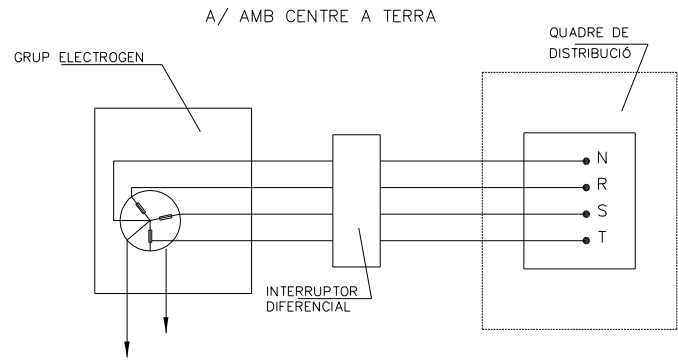 A/ AMB CENTRE A TERRA
QUADRE DE
DISTRIBUCIÓ
GRUP ELECTROGEN
N
R
S
T
INTERRUPTOR
DIFERENCIAL